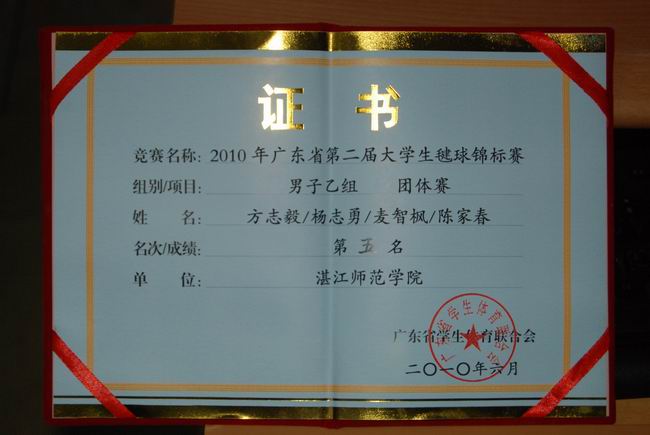 证书
竞赛名称：2010年广东省第二届大学生毽球锦标赛
组别/项目：男子乙组 团体赛
姓名：方志毅/杨志勇/麦智枫/陈家春
名次/成绩：第五名
单位：湛江师范学院
广东省学生体育联合会
二〇一〇年六月